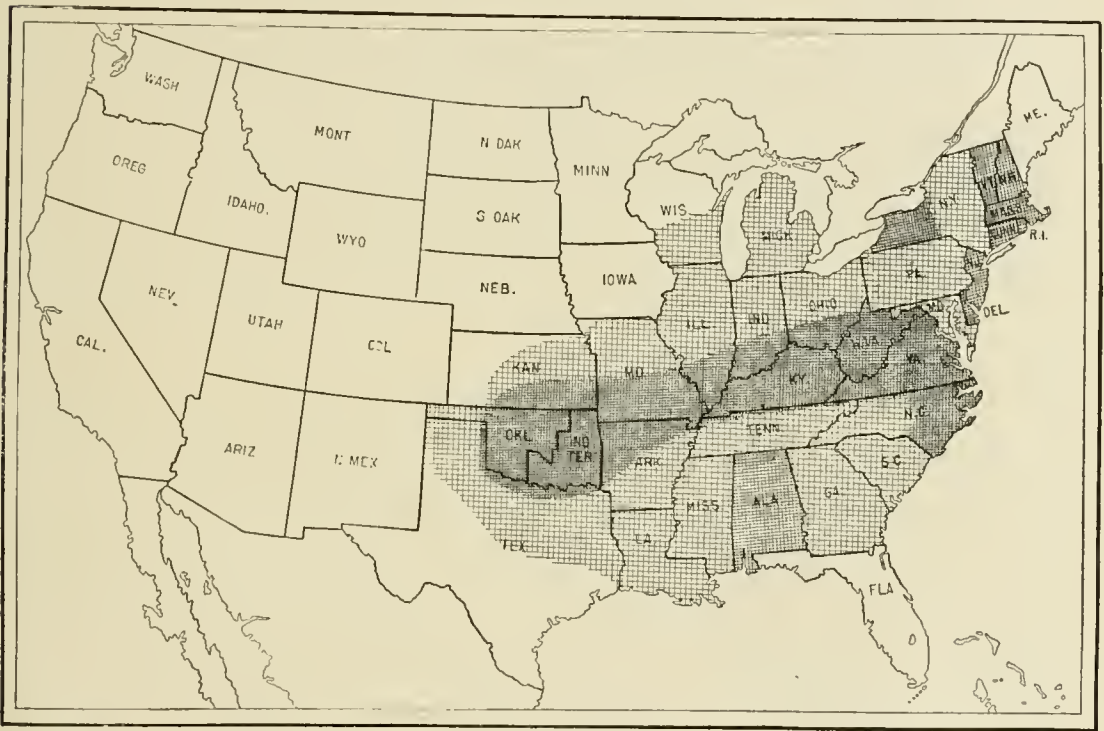 WASH
MONT
N DAK
MINN
ME.
OREG
IDAHO.
S DAK
WIS.
MICH
N.Y.
VT
N.H.
MASS.
CONN.
R.I.
WYO
NEB.
IOWA
PA.
N.J.
NEV.
UTAH
COL
ILL.
IND
OHIO
MD.
DEL.
CAL.
KAN
MO.
W.VA.
VA.
KY.
ARIZ
N MEX
OKL.
IND
TER
ARK
TENN.
N.C.
S.C
TEX.
LA.
MISS
ALA
GA.
FLA